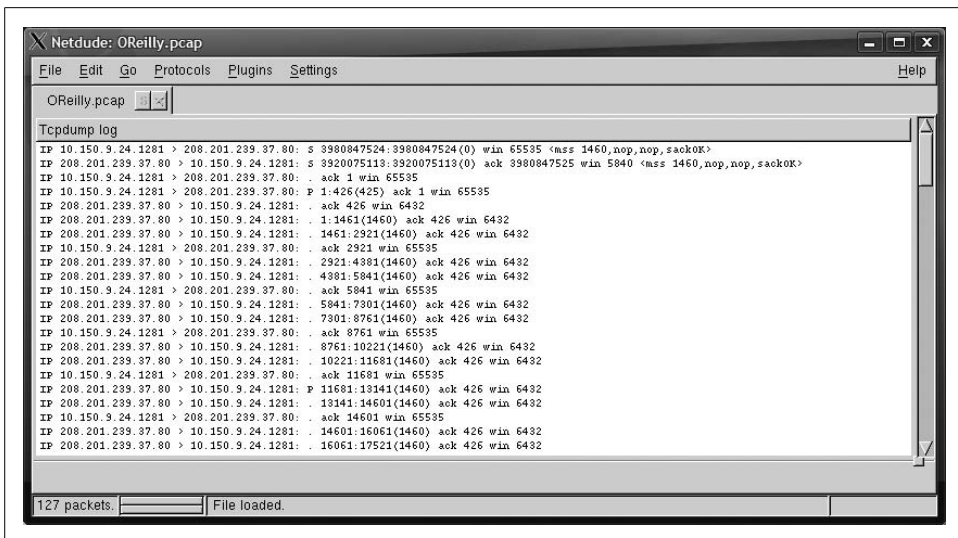 Netdude: OReilly.pcap
File Edit Go Protocols Plugins Settings Help
OReilly.pcap
Tcpdump log
IP 10.150.9.24.1281 > 208.201.239.37.80: S 3980847524:3980847524(0) win 65535 <mss 1460,nop,nop,sackOK>
IP 208.201.239.37.80 > 10.150.9.24.1281: S 3920075113:3920075113(0) ack 3980847525 win 5840 <mss 1460,nop,nop,sackOK>
IP 10.150.9.24.1281 > 208.201.239.37.80: . ack 1 win 65535
IP 10.150.9.24.1281 > 208.201.239.37.80: P 1:426(425) ack 1 win 65535
IP 208.201.239.37.80 > 10.150.9.24.1281: . ack 426 win 6432
IP 208.201.239.37.80 > 10.150.9.24.1281: . 1:1461(1460) ack 426 win 6432
IP 208.201.239.37.80 > 10.150.9.24.1281: . 1461:2921(1460) ack 426 win 6432
IP 10.150.9.24.1281 > 208.201.239.37.80: . ack 2921 win 65535
IP 208.201.239.37.80 > 10.150.9.24.1281: . 2921:4381(1460) ack 426 win 6432
IP 208.201.239.37.80 > 10.150.9.24.1281: . 4381:5841(1460) ack 426 win 6432
IP 10.150.9.24.1281 > 208.201.239.37.80: . ack 5841 win 65535
IP 208.201.239.37.80 > 10.150.9.24.1281: . 5841:7301(1460) ack 426 win 6432
IP 208.201.239.37.80 > 10.150.9.24.1281: . 7301:8761(1460) ack 426 win 6432
IP 10.150.9.24.1281 > 208.201.239.37.80: . ack 8761 win 65535
IP 208.201.239.37.80 > 10.150.9.24.1281: . 8761:10221(1460) ack 426 win 6432
IP 208.201.239.37.80 > 10.150.9.24.1281: . 10221:11681(1460) ack 426 win 6432
IP 10.150.9.24.1281 > 208.201.239.37.80: . ack 11681 win 65535
IP 208.201.239.37.80 > 10.150.9.24.1281: P 11681:13141(1460) ack 426 win 6432
IP 208.201.239.37.80 > 10.150.9.24.1281: . 13141:14601(1460) ack 426 win 6432
IP 10.150.9.24.1281 > 208.201.239.37.80: . ack 14601 win 65535
IP 208.201.239.37.80 > 10.150.9.24.1281: . 14601:16061(1460) ack 426 win 6432
IP 208.201.239.37.80 > 10.150.9.24.1281: . 16061:17521(1460) ack 426 win 6432
127 packets. File loaded.